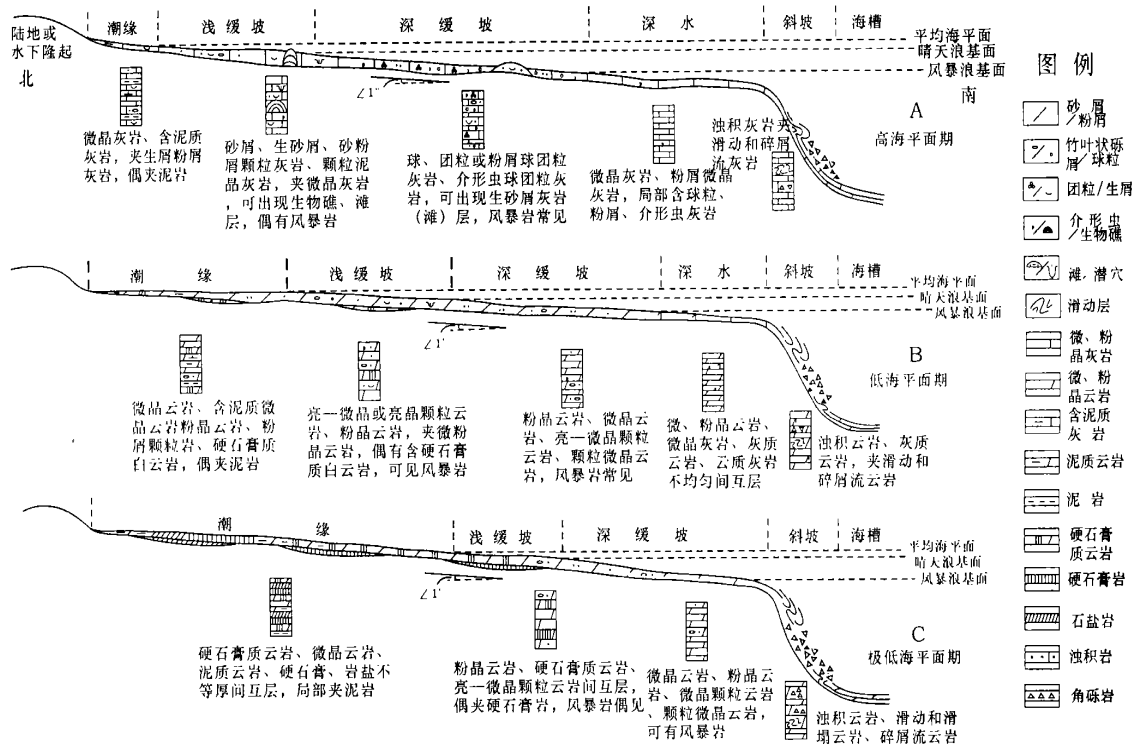 陆地或
水下隆起
北
潮缘
浅缓坡
深缓坡
深水
斜坡
海槽
平均海平面
晴天浪基面
风暴浪基面
南
A
高海平面期
∠1°
微晶灰岩、含泥质
灰岩，夹生屑粉屑
灰岩，偶夹泥岩
砂屑、生砂屑、砂粉
屑颗粒灰岩、颗粒泥
晶灰岩，夹微晶灰岩
，可出现生物礁、滩
层，偶有风暴岩
球、团粒或粉屑球团粒
灰岩、介形虫球团粒灰
岩，可出现生砂屑灰岩
（滩）层，风暴岩常见
微晶灰岩、粉屑微晶
灰岩，局部含球粒、
粉屑、介形虫灰岩
浊积灰岩夹
滑动和碎屑
流灰岩
潮缘
浅缓坡
深缓坡
深水
斜坡
海槽
平均海平面
晴天浪基面
风暴浪基面
B
低海平面期
∠1°
微晶云岩、含泥质微
晶云岩粉晶云岩、粉
屑颗粒岩、硬石膏质
白云岩，偶夹泥岩
亮—微晶或亮晶颗粒云
岩、粉晶云岩，夹微粉
晶云岩，偶有含硬石膏
质白云岩，可见风暴岩
粉晶云岩、微晶云
岩、亮—微晶颗粒
云岩、颗粒微晶云
岩，风暴岩常见
微、粉晶云岩、
微晶灰岩、灰质
云岩、云质灰岩
不均匀间互层
浊积云岩、灰质
云岩，夹滑动和
碎屑流云岩
潮缘
浅缓坡
深缓坡
斜坡
海槽
平均海平面
晴天浪基面
风暴浪基面
C
极低海平面期
∠1°
硬石膏质云岩、微晶云岩、
泥质云岩、硬石膏、岩盐不
等厚间互层，局部夹泥岩
粉晶云岩、硬石膏质云岩、
亮—微晶颗粒云岩间互层，
偶夹硬石膏岩，风暴岩偶见
微晶云岩、粉晶云
岩、微晶颗粒云岩
、颗粒微晶云岩，
可有风暴岩
浊积云岩、滑动和滑
塌云岩、碎屑流云岩
图例
砂屑
/粉屑
竹叶状砾
屑/球粒
团粒/生屑
介形虫
/生物礁
滩、潜穴
滑动层
微、粉
晶灰岩
微、粉
晶云岩
含泥质
灰岩
泥质云岩
泥岩
硬石膏
质云岩
硬石膏岩
石盐岩
浊积岩
角砾岩